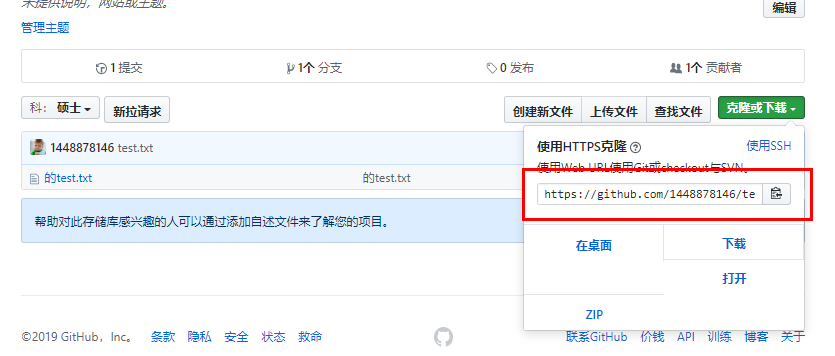 未提供说明，网站或主题。
编辑
管理主题
1 提交
1个 分支
0 发布
1个 贡献者
科： 硕士
新拉请求
创建新文件
上传文件
查找文件
克隆或下载
1448878146 test.txt
的test.txt
的test.txt
帮助对此存储库感兴趣的人可以通过添加自述文件来了解您的项目。
使用HTTPS克隆
使用SSH
使用Web URL使用Git或checkout与SVN。
https://github.com/1448878146/te
在桌面
下载
打开
ZIP
©2019 GitHub，Inc。 条款 隐私 安全 状态 救命
联系GitHub 价钱 API 训练 博客 关于